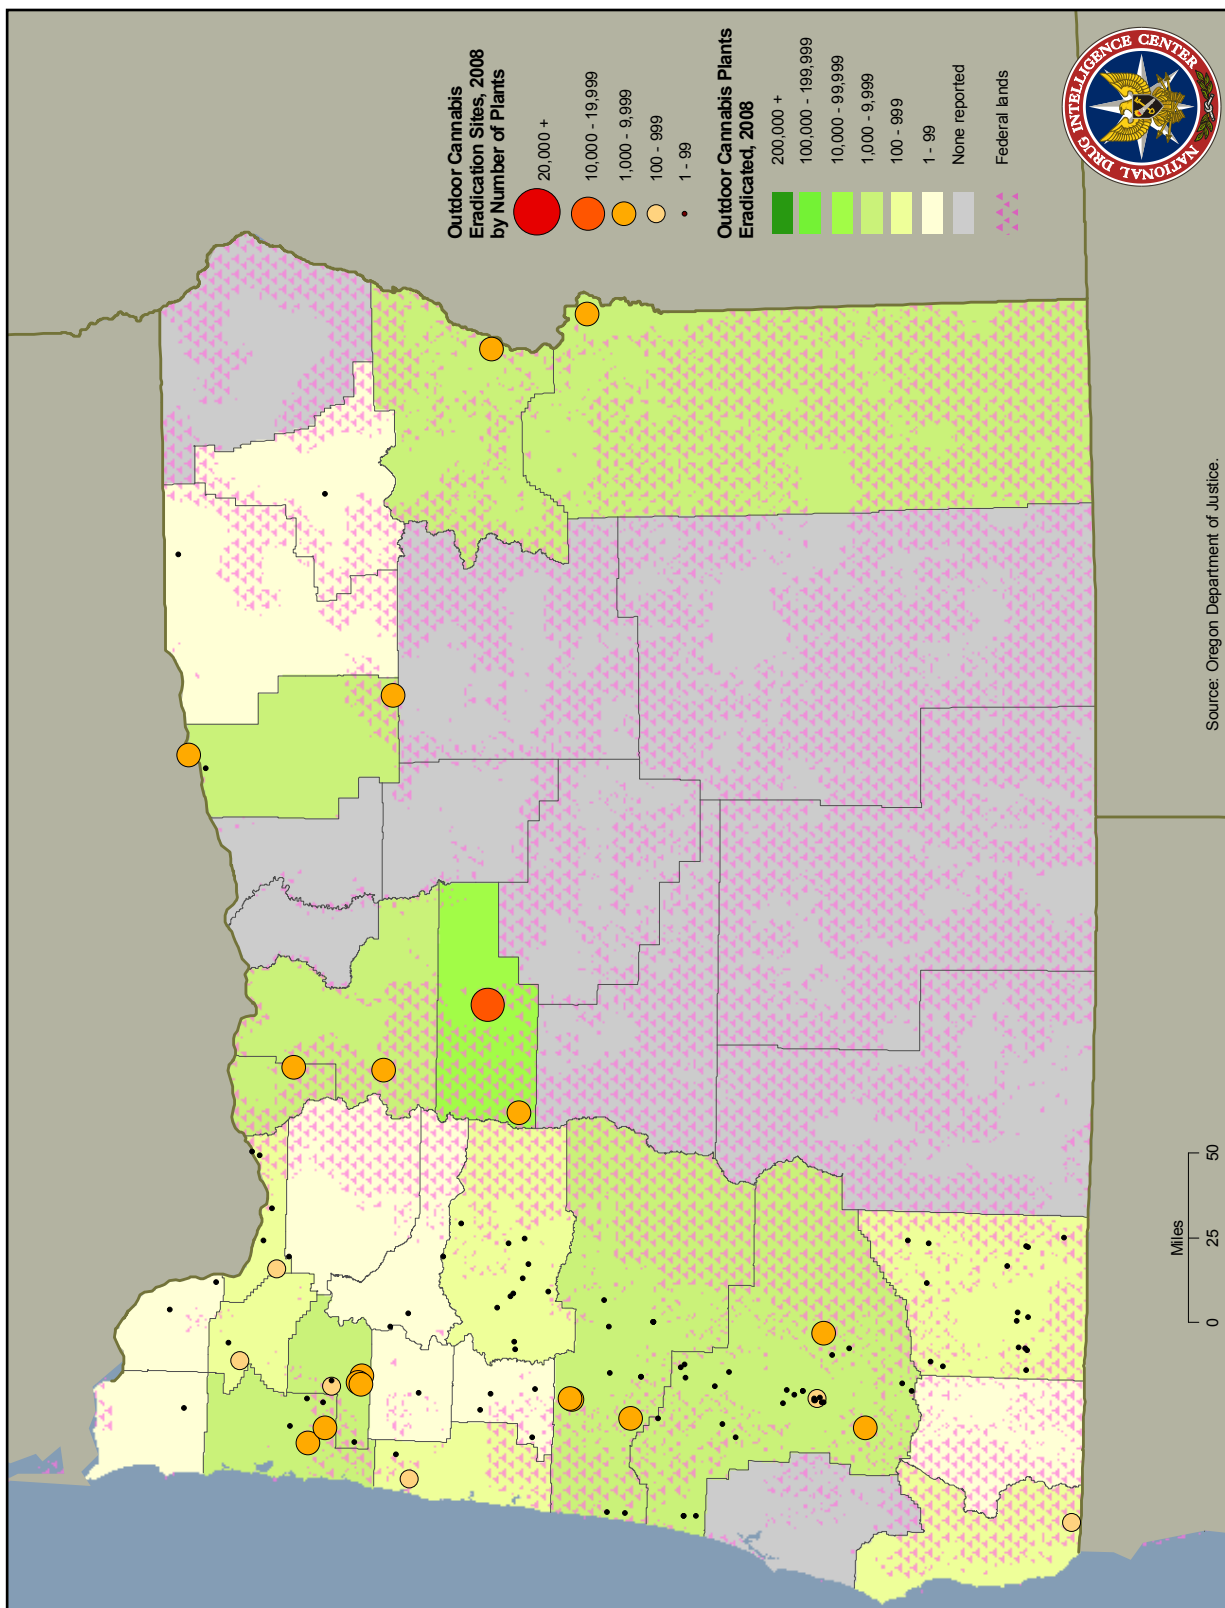 Outdoor Cannabis
Eradication Sites, 2008
by Number of Plants
20,000 +
10,000 - 19,999
1,000 - 9,9999
100 - 999
1 - 99
Outdoor Cannabis Plants
Eradicated, 2008
200,000 +
100,000 - 199,999
10,000 - 99,999
1,000 - 9,999
100 - 999
1 - 99
None reported
Federal lands
NATIONAL DRUG INTELLIGENCE CENTER
Miles
0 25 50
Source: Oregon Department of Justice.